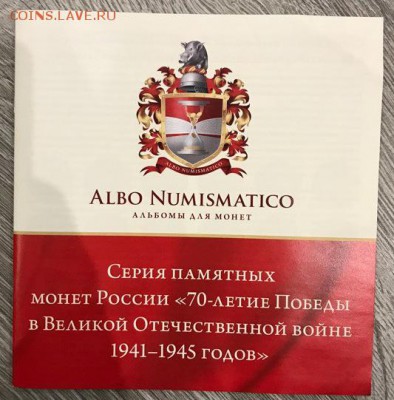 COINS.LAVE.RU
ALBO NUMISMATICO
ALBO NUMISMATICO
АЛЬБОМЫ ДЛЯ МОНЕТ
СЕРИЯ ПАМЯТНЫХ
МОНЕТ РОССИИ «70-ЛЕТИЕ ПОБЕДЫ
В ВЕЛИКОЙ ОТЕЧЕСТВЕННОЙ ВОЙНЕ
1941–1945 ГОДОВ»